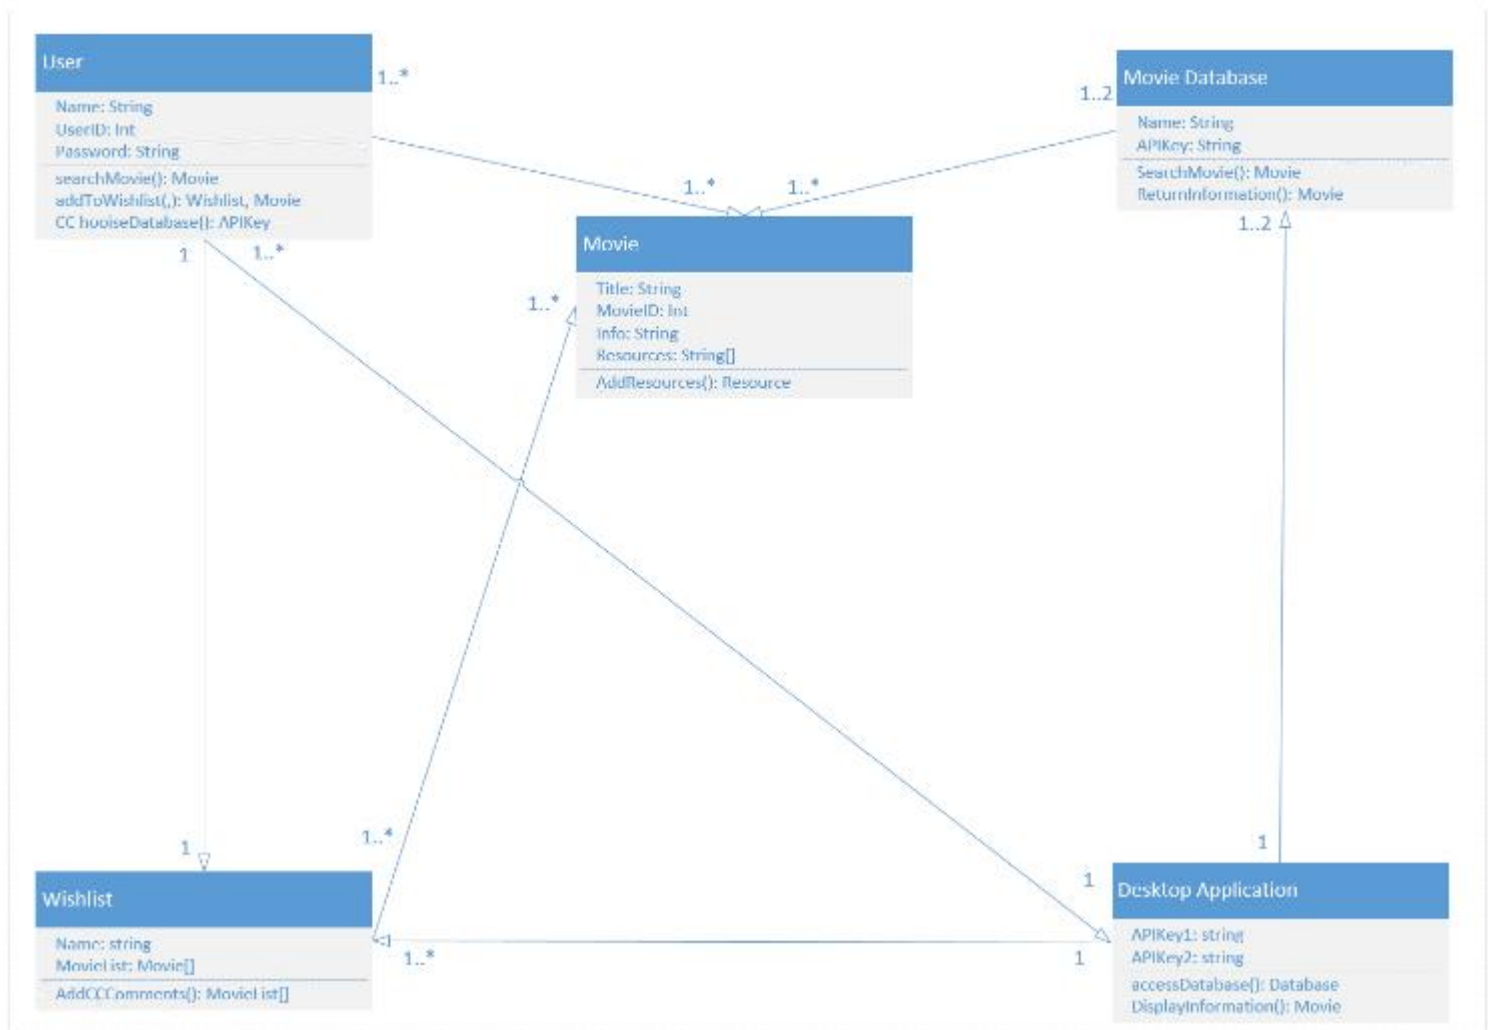 User
Name: String
UserID: Int
Password: String
searchMovie(): Movie
addToWishlist(,): Wishlist, Movie
CC hooiseDatabase(): APIKey
1..*
1
1..*
Movie Database
Name: String
APIKey: String
SearchMovie(): Movie
ReturnInformation(): Movie
1..2
1..2
1..*
1..*
Movie
Title: String
MovieID: Int
Info: String
Resources: String[]
AddResources(): Resource
1..*
1..*
1
Wishlist
Name: string
MovieList: Movie[]
AddCCComments(): MovieList[]
1..*
1
1
1
Desktop Application
APIKey1: string
APIKey2: string
accessDatabase(): Database
DisplayInformation(): Movie